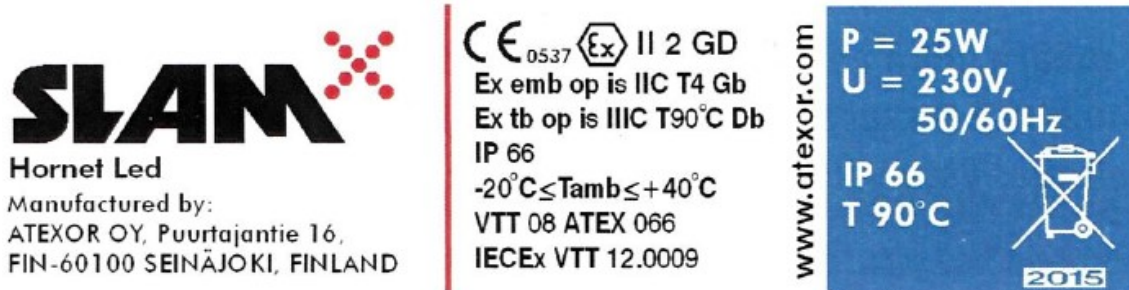 SLAM
Hornet Led
Manufactured by:
ATEXOR OY, Puurtajantie 16,
FIN-60100 SEINÄJOKI, FINLAND
CE 0537 Ex II 2 GD
Ex emb op is IIC T4 Gb
Ex tb op is IIIC T90°C Db
IP 66
-20°C≤Tamb≤+40°C
VTT 08 ATEX 066
IECEx VTT 12.0009
www.atexor.com
P = 25W
U = 230V,
50/60Hz
IP 66
T 90°C
2015